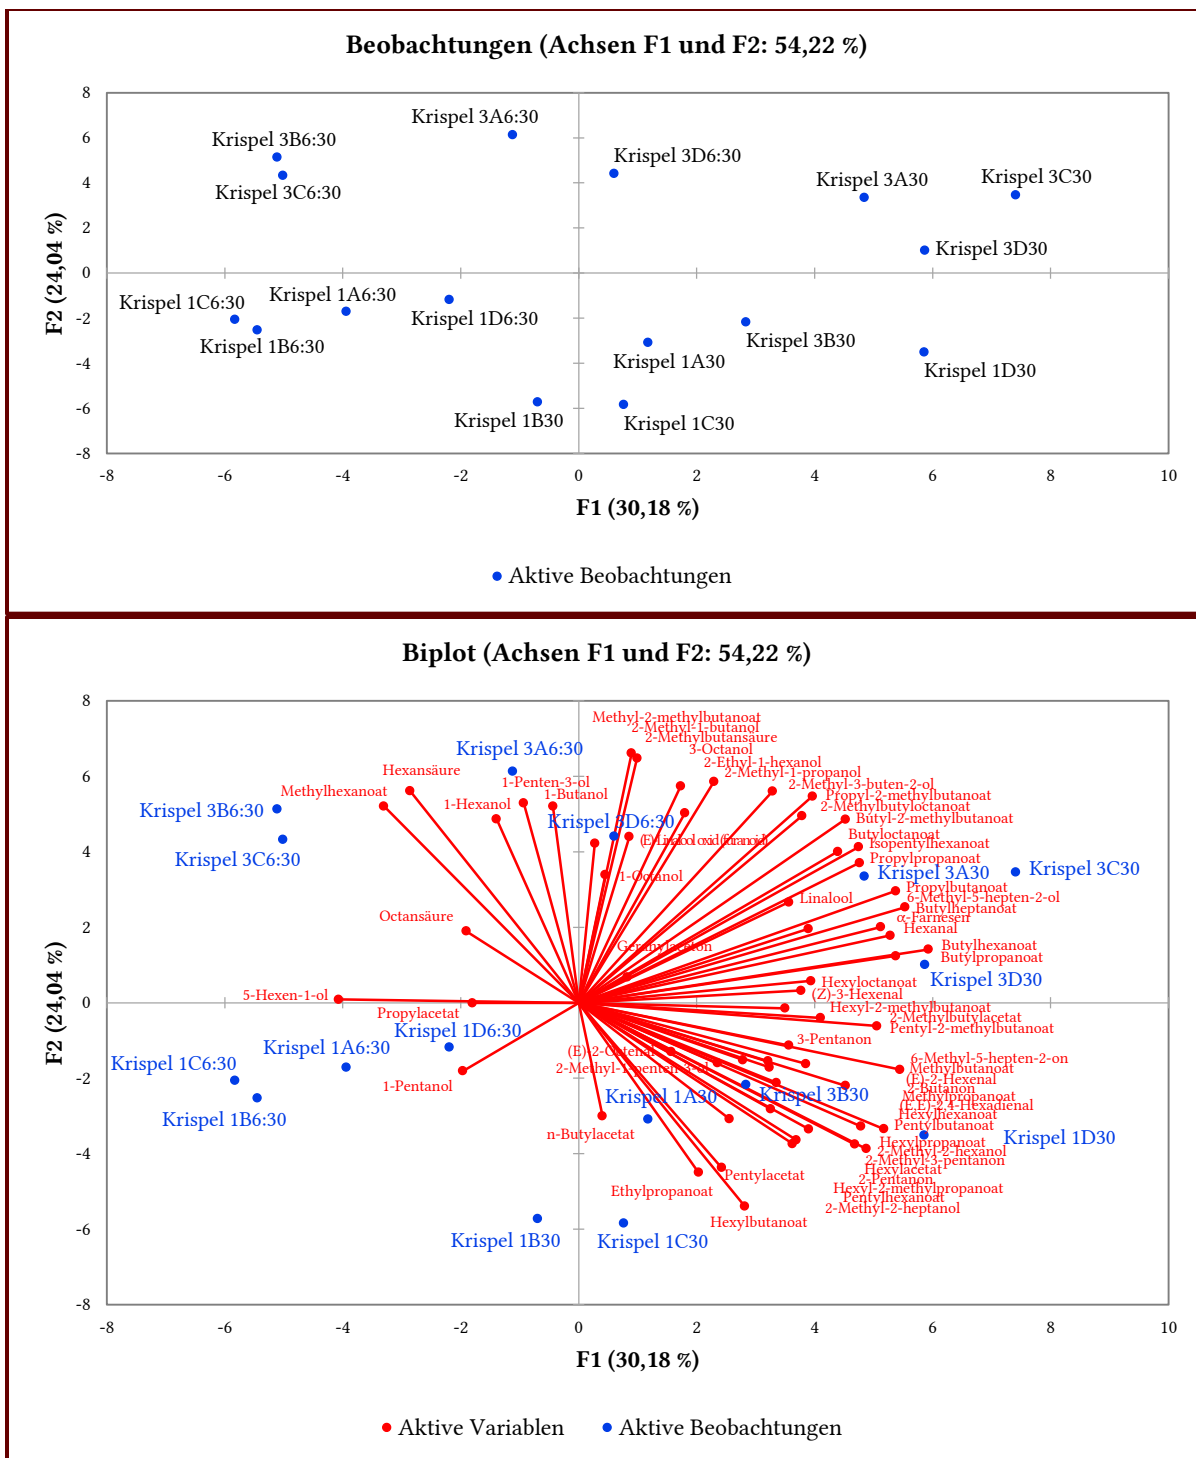 Beobachtungen (Achsen F1 und F2: 54,22 %)
8
6
4
2
0
-2
-4
-6
-8
F2 (24,04 %)
Krispel 3A6:30
Krispel 3B6:30
Krispel 3D6:30
Krispel 3C6:30
Krispel 3A30
Krispel 3C30
Krispel 3D30
Krispel 1C6:30
Krispel 1A6:30
Krispel 1D6:30
Krispel 1B6:30
Krispel 3B30
Krispel 1A30
Krispel 1D30
Krispel 1B30
Krispel 1C30
-8 -6 -4 -2 0 2 4 6 8 10
F1 (30,18 %)
Aktive Beobachtungen
Biplot (Achsen F1 und F2: 54,22 %)
8
6
4
2
0
-2
-4
-6
-8
F2 (24,04 %)
Methyl-2-methylbutanoat
2-Methyl-1-butanol
2-Methylbutansäure
3-Octanol
Krispel 3A6:30
2-Ethyl-1-hexanol
Hexansäure
2-Methyl-1-propanol
1-Penten-3-ol
2-Methyl-3-buten-2-ol
Methylhexanoat
1-Butanol
Propyl-2-methylbutanoat
1-Hexanol
2-Methylbutyloctanoat
Krispel 3B6:30
Butyl-2-methylbutanoat
Krispel 3D6:30
Butyloctanoat
Isopentylhexanoat
Krispel 3C6:30
Propylpropanoat
Krispel 3A30
Krispel 3C30
1-Octanol
Propylbutanoat
Linalool
6-Methyl-5-hepten-2-ol
Butylheptanoat
Octansäure
α-Farnesen
Hexanal
Geranylaceton
Butylhexanoat
Butylpropanoat
Krispel 3D30
Hexyloctanoat
5-Hexen-1-ol
(Z)-3-Hexenal
Propylacetat
Hexyl-2-methylbutanoat
2-Methylbutylacetat
Krispel 1D6:30
Pentyl-2-methylbutanoat
3-Pentanon
Krispel 1A6:30
(E)-2-Octenal
6-Methyl-5-hepten-2-on
Krispel 1C6:30
2-Methyl-1-penten-3-ol
Methylbutanoat
1-Pentanol
(E)-2-Hexenal
2-Butanon
Krispel 1A30
Krispel 3B30
Methylpropanoat
(E,E)-2,4-Hexadienal
Krispel 1B6:30
Hexylhexanoat
Pentylbutanoat
n-Butylacetat
Krispel 1D30
Hexylpropanoat
2-Methyl-2-hexanol
2-Methyl-3-pentanon
Hexylacetat
Pentylacetat
2-Pentanon
Ethylpropanoat
Hexyl-2-methylpropanoat
Pentylhexanoat
2-Methyl-2-heptanol
Hexylbutanoat
Krispel 1B30
Krispel 1C30
-8 -6 -4 -2 0 2 4 6 8 10
F1 (30,18 %)
Aktive Variablen
Aktive Beobachtungen